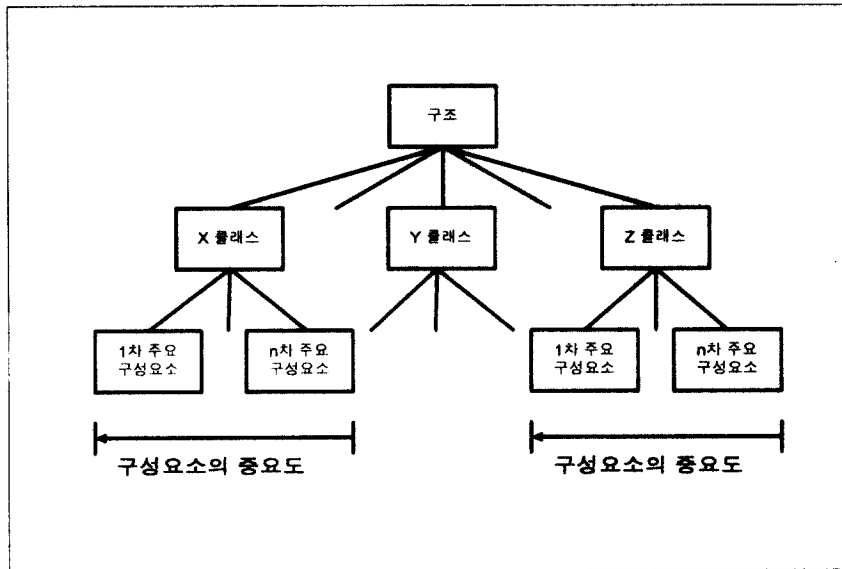 구조
X 클래스
Y 클래스
Z 클래스
1차 주요
구성요소
n차 주요
구성요소
1차 주요
구성요소
n차 주요
구성요소
구성요소의 중요도
구성요소의 중요도